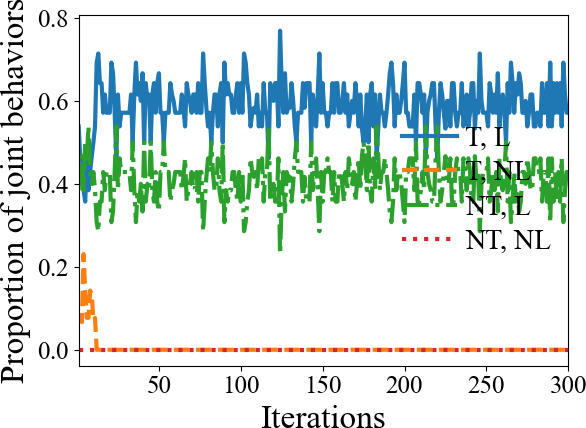 Proportion of joint behaviors
0.8
0.6
0.4
0.2
0.0
T, L
T, NL
NT, L
NT, NL
50
100
150
200
250
300
Iterations